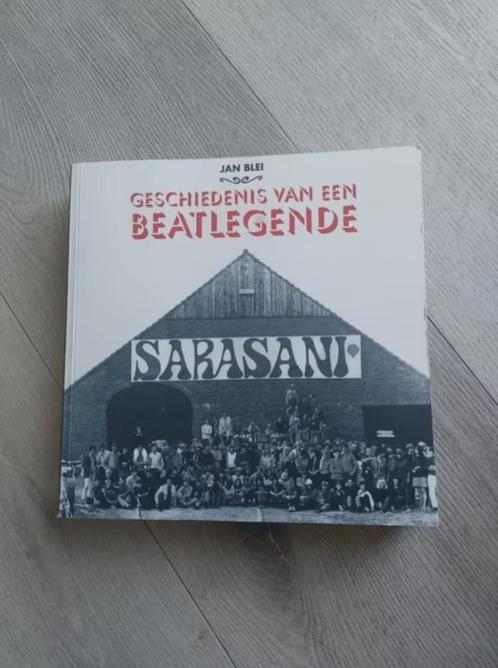 JAN BLEI
GESCHIEDENIS VAN EEN
BEATLEGENDE
SARASANI